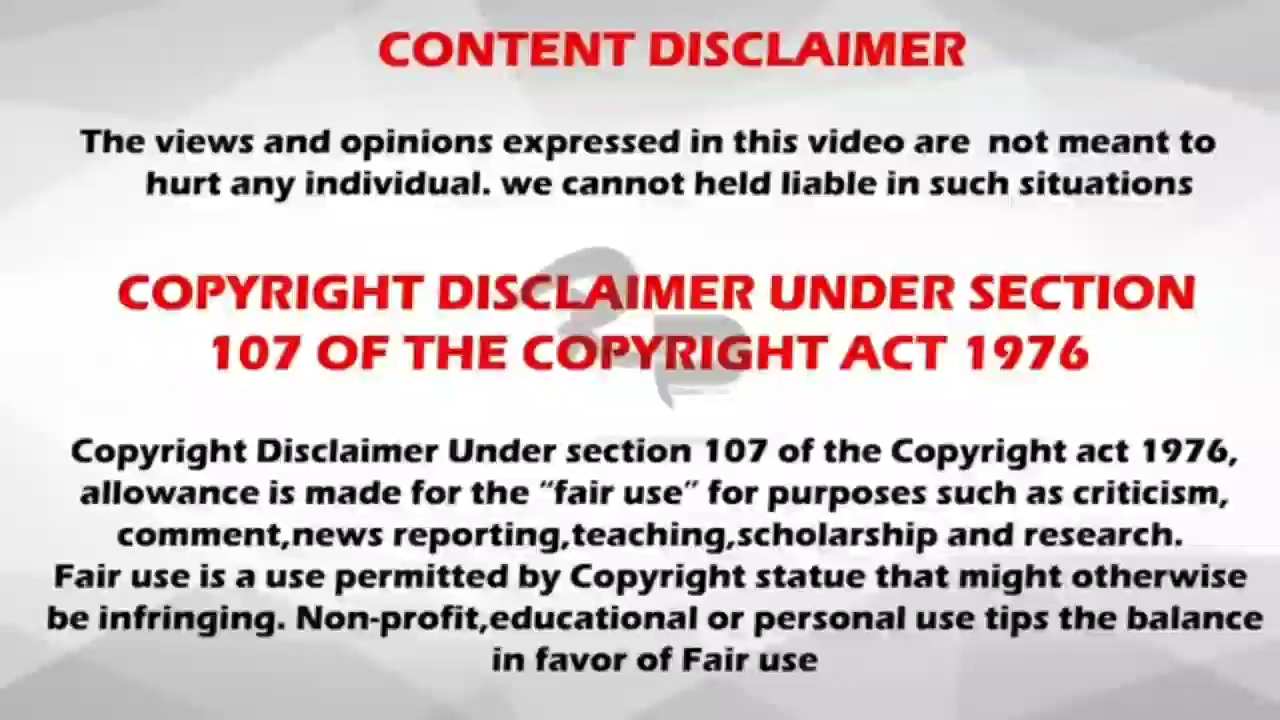 CONTENT DISCLAIMER
The views and opinions expressed in this video are not meant to
hurt any individual. we cannot held liable in such situations
COPYRIGHT DISCLAIMER UNDER SECTION
107 OF THE COPYRIGHT ACT 1976
Copyright Disclaimer Under section 107 of the Copyright act 1976,
allowance is made for the “fair use” for purposes such as criticism,
comment,news reporting,teaching,scholarship and research.
Fair use is a use permitted by Copyright statue that might otherwise
be infringing. Non-profit,educational or personal use tips the balance
in favor of Fair use